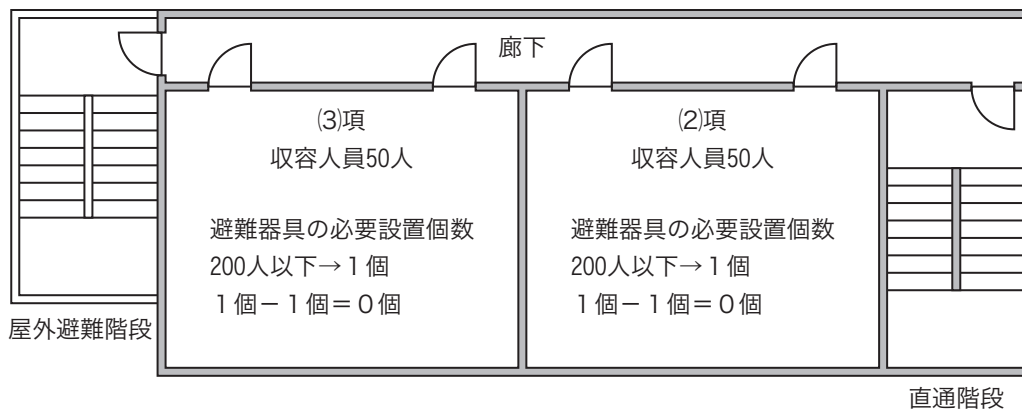 廊下
⑶項
収容人員50人
避難器具の必要設置個数
200人以下→1個
1個－1個＝0個
⑵項
収容人員50人
避難器具の必要設置個数
200人以下→1個
1個－1個＝0個
屋外避難階段
直通階段